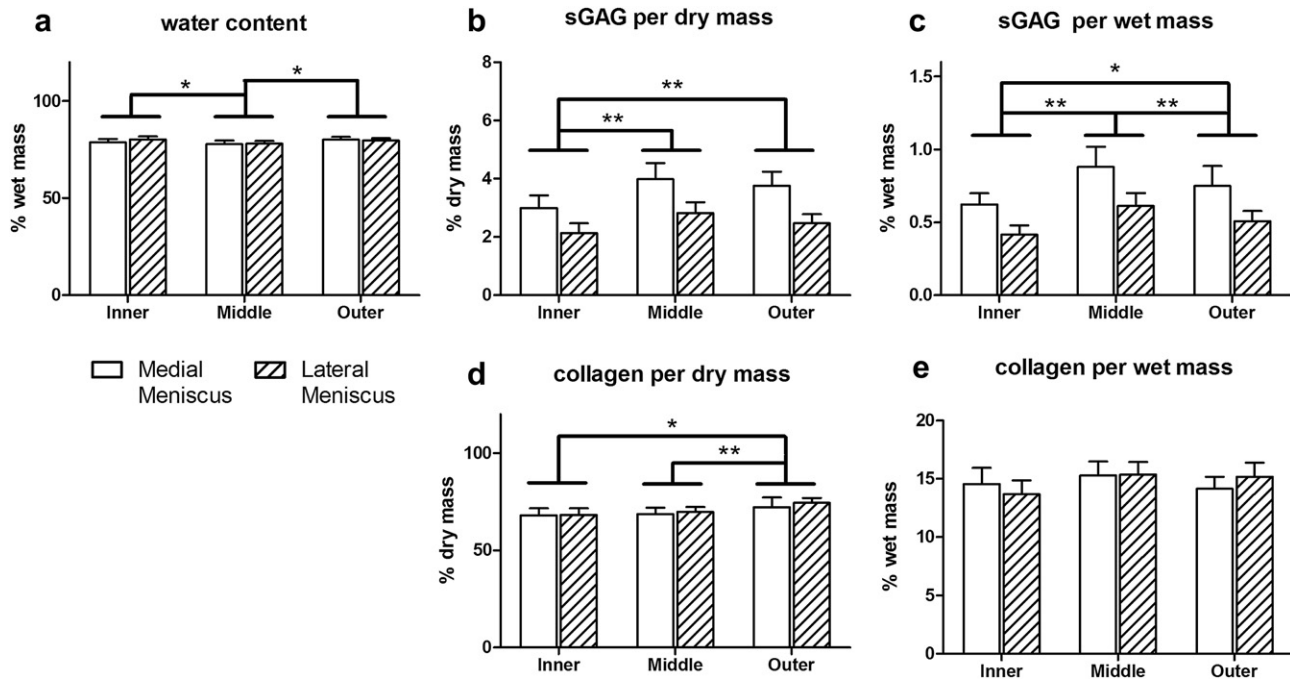 a water content
% wet mass
100
50
0
*
*
Inner Middle Outer
b sGAG per dry mass
% dry mass
8
6
4
2
0
**
**
Inner Middle Outer
c sGAG per wet mass
% wet mass
1.5
1.0
0.5
0.0
*
** **
Inner Middle Outer
Medial
Meniscus
Lateral
Meniscus
d collagen per dry mass
% dry mass
100
50
0
*
**
Inner Middle Outer
e collagen per wet mass
% wet mass
20
15
10
5
0
Inner Middle Outer